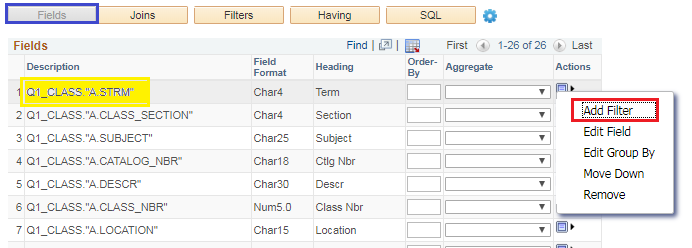 Fields Joins Filters Having SQL
Fields Find | | First 1-26 of 26 Last
Description Field Format Heading Order-By Aggregate Actions
1 Q1_CLASS."A.STRM" Char4 Term
2 Q1_CLASS."A.CLASS_SECTION" Char4 Section
3 Q1_CLASS."A.SUBJECT" Char25 Subject
4 Q1_CLASS."A.CATALOG_NBR" Char18 Ctlg Nbr
5 Q1_CLASS."A.DESCR" Char30 Descr
6 Q1_CLASS."A.CLASS_NBR" Num5.0 Class Nbr
7 Q1_CLASS."A.LOCATION" Char15 Location
Add Filter
Edit Field
Edit Group By
Move Down
Remove